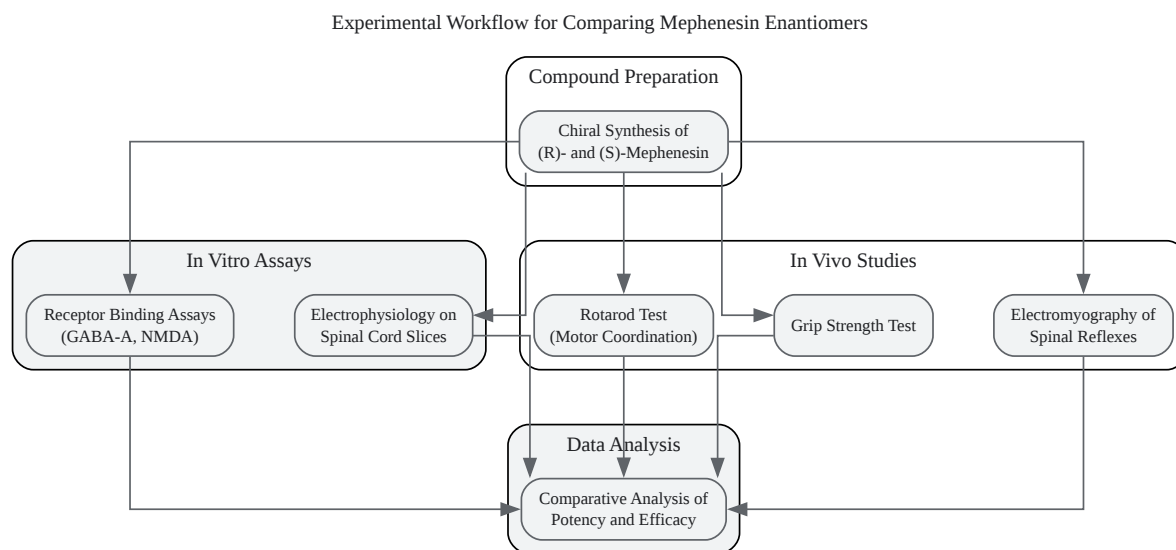 Experimental Workflow for Comparing Mephenesin Enantiomers
Compound Preparation
Chiral Synthesis of
(R)- and (S)-Mephenesin
In Vitro Assays
Receptor Binding Assays
(GABA-A, NMDA)
Electrophysiology on
Spinal Cord Slices
In Vivo Studies
Rotarod Test
(Motor Coordination)
Grip Strength Test
Electromyography of
Spinal Reflexes
Data Analysis
Comparative Analysis of
Potency and Efficacy